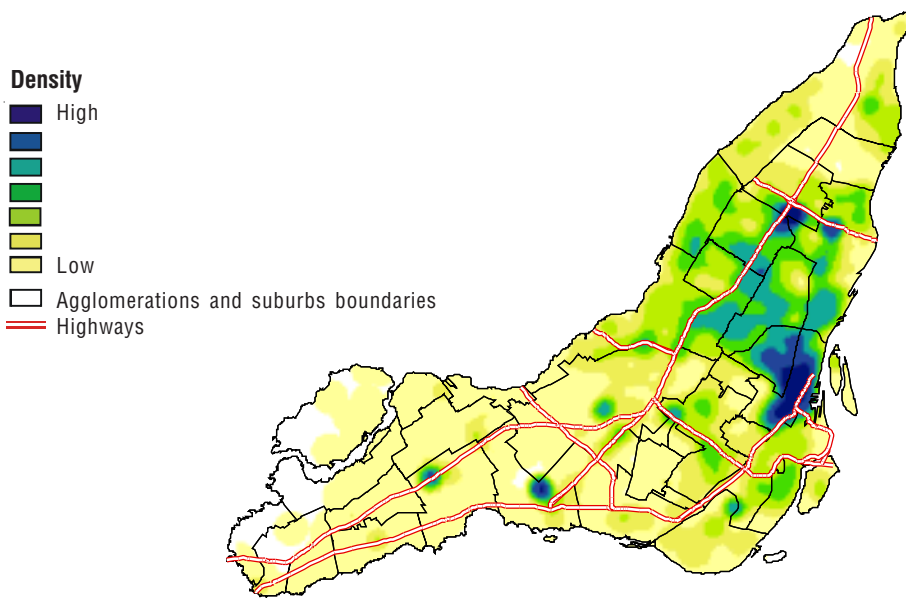 Density
High
Low
Agglomerations and suburbs boundaries
Highways